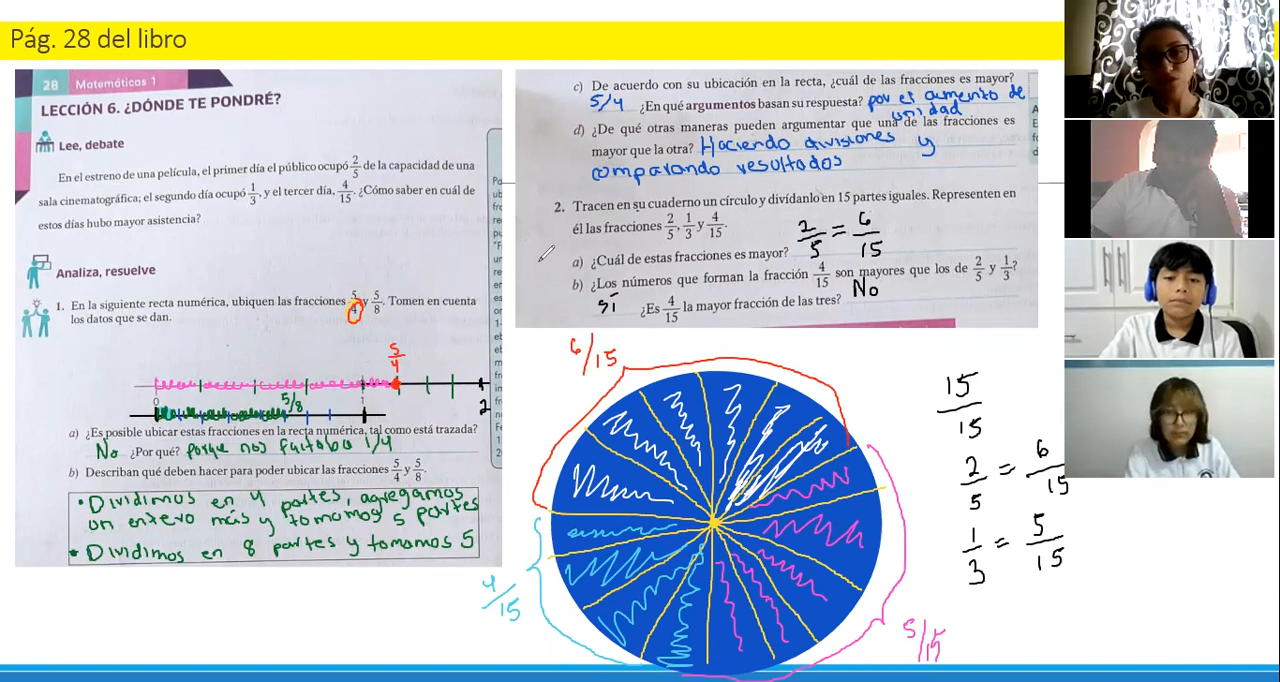 Pág. 28 del libro
28 Matemáticas 1
LECCIÓN 6. ¿DÓNDE TE PONDRÉ?
Lee, debate
En el estreno de una película, el primer día el público ocupó 2/5 de la capacidad de una
sala cinematográfica; el segundo día ocupó 1/3, y el tercer día, 4/15. ¿Cómo saber en cuál de
estos días hubo mayor asistencia?
Analiza, resuelve
1. En la siguiente recta numérica, ubiquen las fracciones 5/4 y 5/8. Tomen en cuenta
los datos que se dan.
5/4
5/8
0
1
2
a) ¿Es posible ubicar estas fracciones en la recta numérica, tal como está trazada?
No ¿Por qué? porque nos faltaba 1/4
b) Describan qué deben hacer para poder ubicar las fracciones 5/4 y 5/8.
• Dividimos en 4 partes, agregamos
un entero más y tomamos 5 partes
• Dividimos en 8 partes y tomamos 5
c) De acuerdo con su ubicación en la recta, ¿cuál de las fracciones es mayor?
5/4 ¿En qué argumentos basan su respuesta? por el aumento de
unidad
d) ¿De qué otras maneras pueden argumentar que una de las fracciones es
mayor que la otra? Haciendo divisiones y
comparando resultados
2. Tracen en su cuaderno un círculo y divídanlo en 15 partes iguales. Representen en
él las fracciones 2/5, 1/3 y 4/15.
2/5 = 6/15
a) ¿Cuál de estas fracciones es mayor?
b) ¿Los números que forman la fracción 4/15 son mayores que los de 2/5 y 1/3?
sí ¿Es 4/15 la mayor fracción de las tres? No
6/15
4/15
5/15
15/15
2/5 = 6/15
1/3 = 5/15